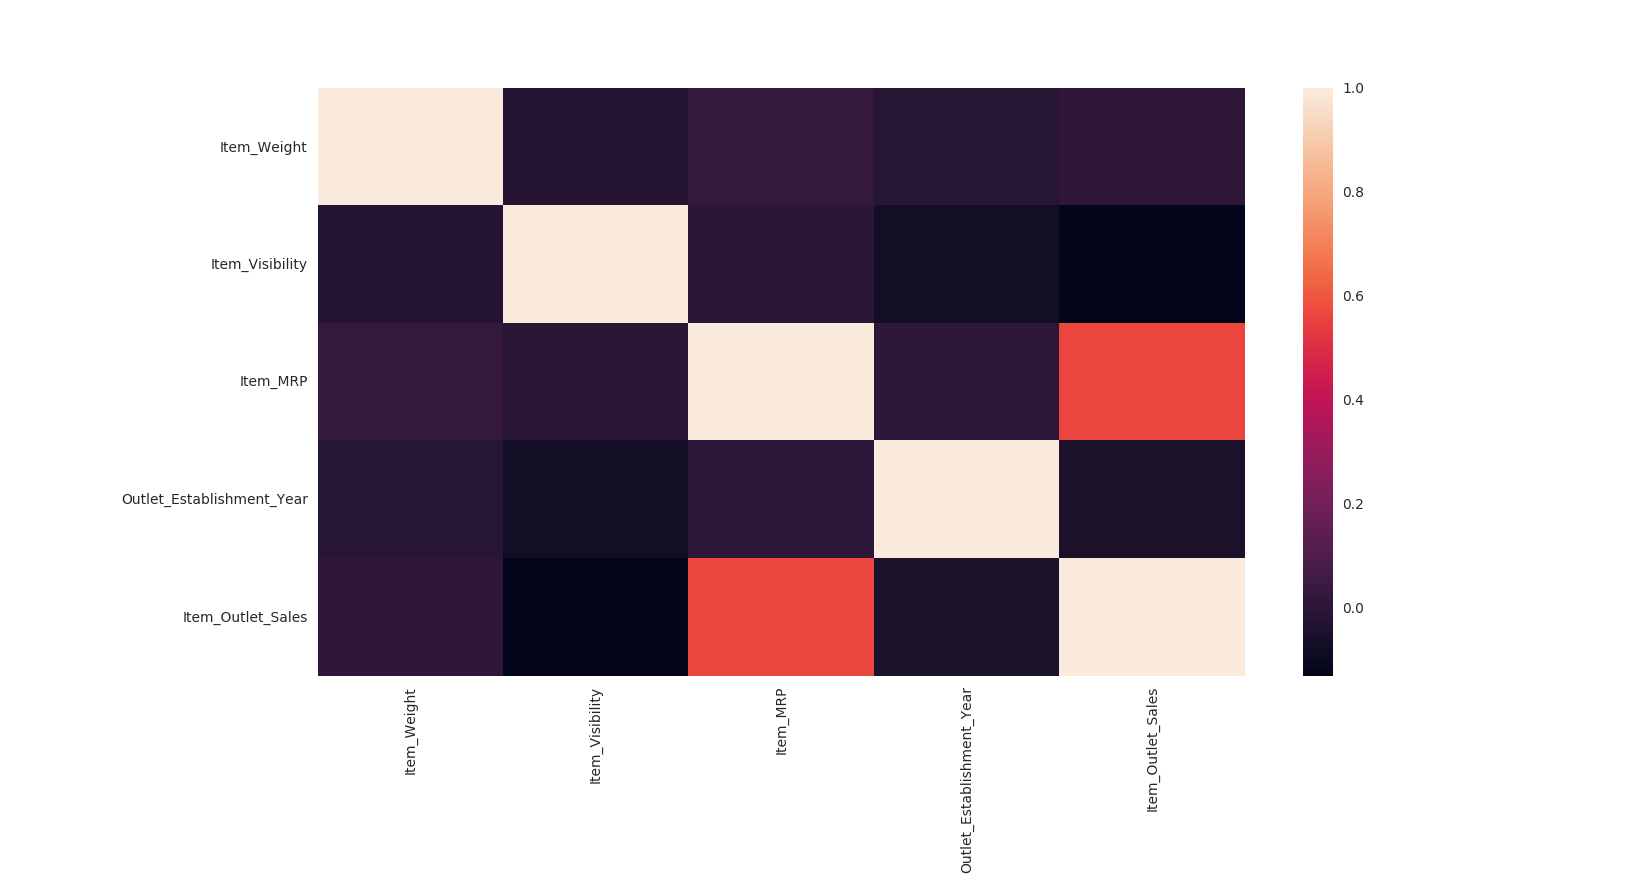 1.0
Item_Weight
0.8
Item_Visibility
0.6
Item_MRP
0.4
Outlet_Establishment_Year
0.2
Item_Outlet_Sales
0.0
Item_Weight
Item_Visibility
Item_MRP
Outlet_Establishment_Year
Item_Outlet_Sales